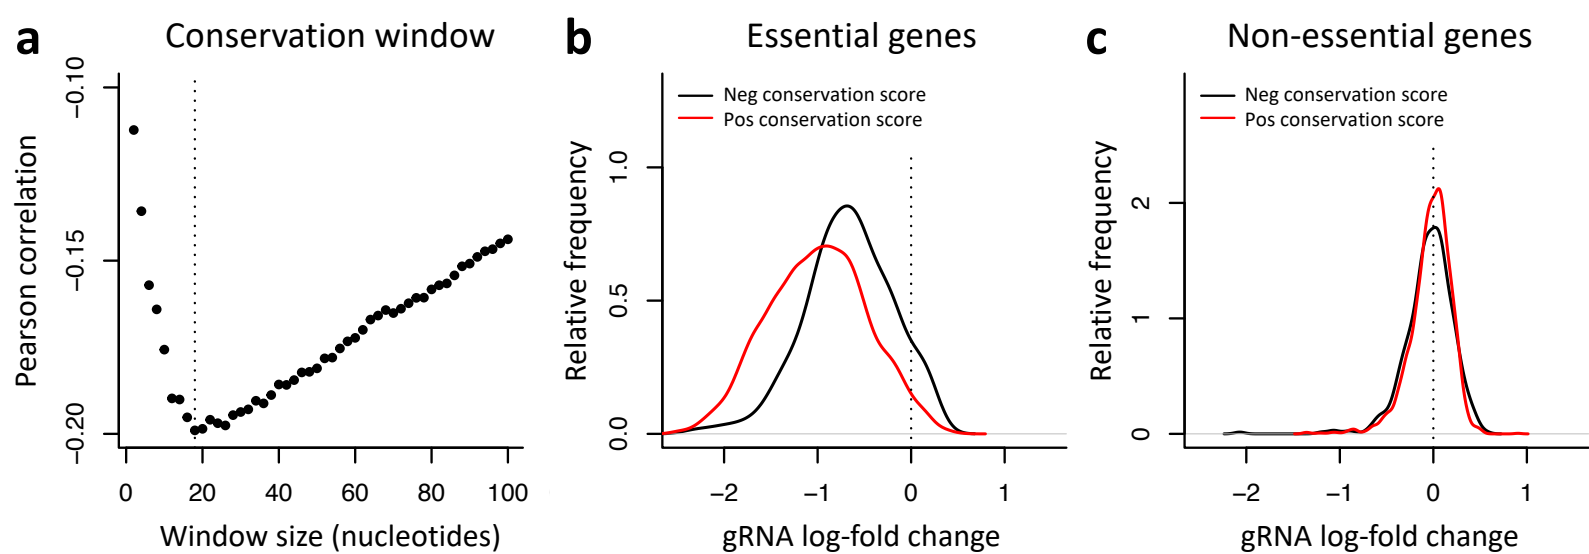 a
Conservation window
−0.10
−0.15
−0.20
Pearson correlation
0 20 40 60 80 100
Window size (nucleotides)
b
Essential genes
Neg conservation score
Pos conservation score
1.0
0.5
0.0
Relative frequency
−2 −1 0 1
gRNA log-fold change
c
Non-essential genes
Neg conservation score
Pos conservation score
2
1
0
Relative frequency
−2 −1 0 1
gRNA log-fold change